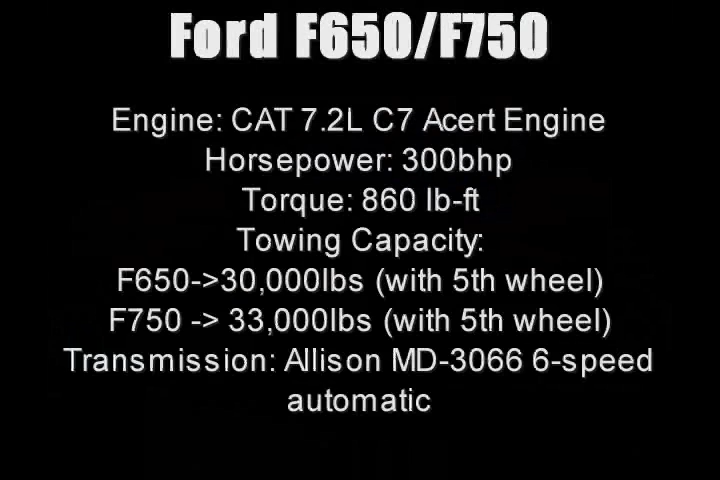 Ford F650/F750
Engine: CAT 7.2L C7 Acert Engine
Horsepower: 300bhp
Torque: 860 lb-ft
Towing Capacity:
F650->30,000lbs (with 5th wheel)
F750 -> 33,000lbs (with 5th wheel)
Transmission: Allison MD-3066 6-speed
automatic